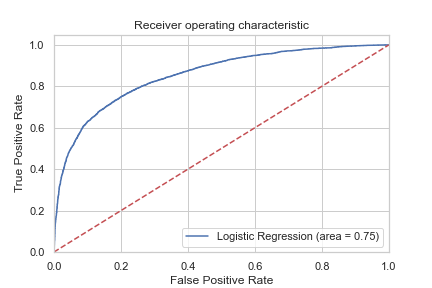 Receiver operating characteristic
1.0
0.8
0.6
0.4
0.2
0.0
True Positive Rate
Logistic Regression (area = 0.75)
0.0 0.2 0.4 0.6 0.8 1.0
False Positive Rate